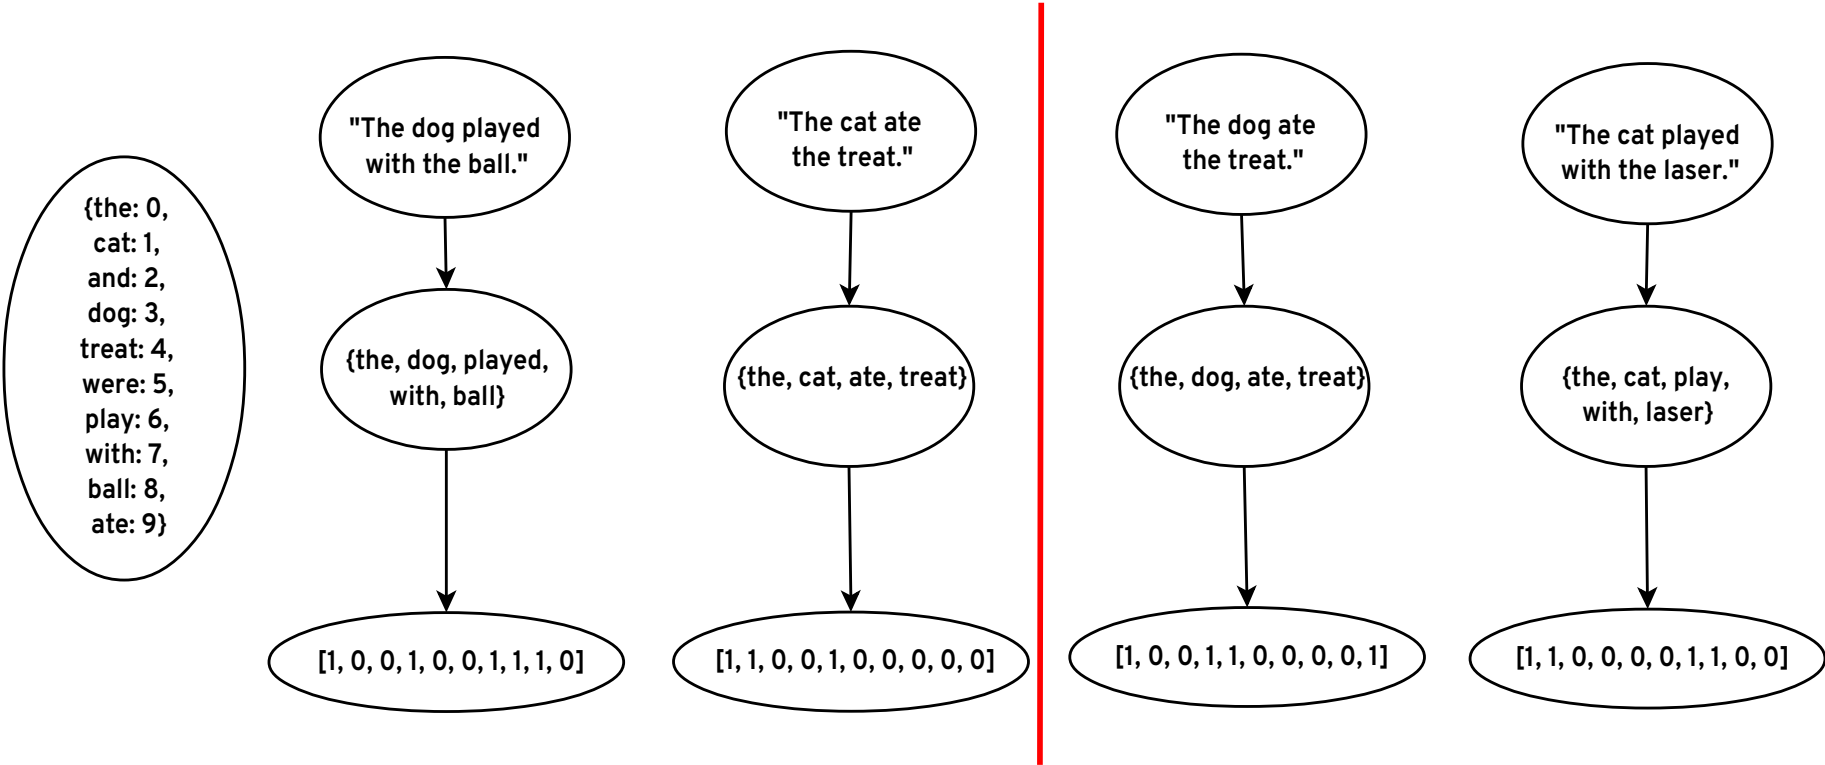 {the: 0,
cat: 1,
and: 2,
dog: 3,
treat: 4,
were: 5,
play: 6,
with: 7,
ball: 8,
ate: 9}
"The dog played
with the ball."
{the, dog, played,
with, ball}
[1, 0, 0, 1, 0, 0, 1, 1, 1, 0]
"The cat ate
the treat."
{the, cat, ate, treat}
[1, 1, 0, 0, 1, 0, 0, 0, 0, 0]
"The dog ate
the treat."
{the, dog, ate, treat}
[1, 0, 0, 1, 1, 0, 0, 0, 0, 1]
"The cat played
with the laser."
{the, cat, play,
with, laser}
[1, 1, 0, 0, 0, 0, 1, 1, 0, 0]